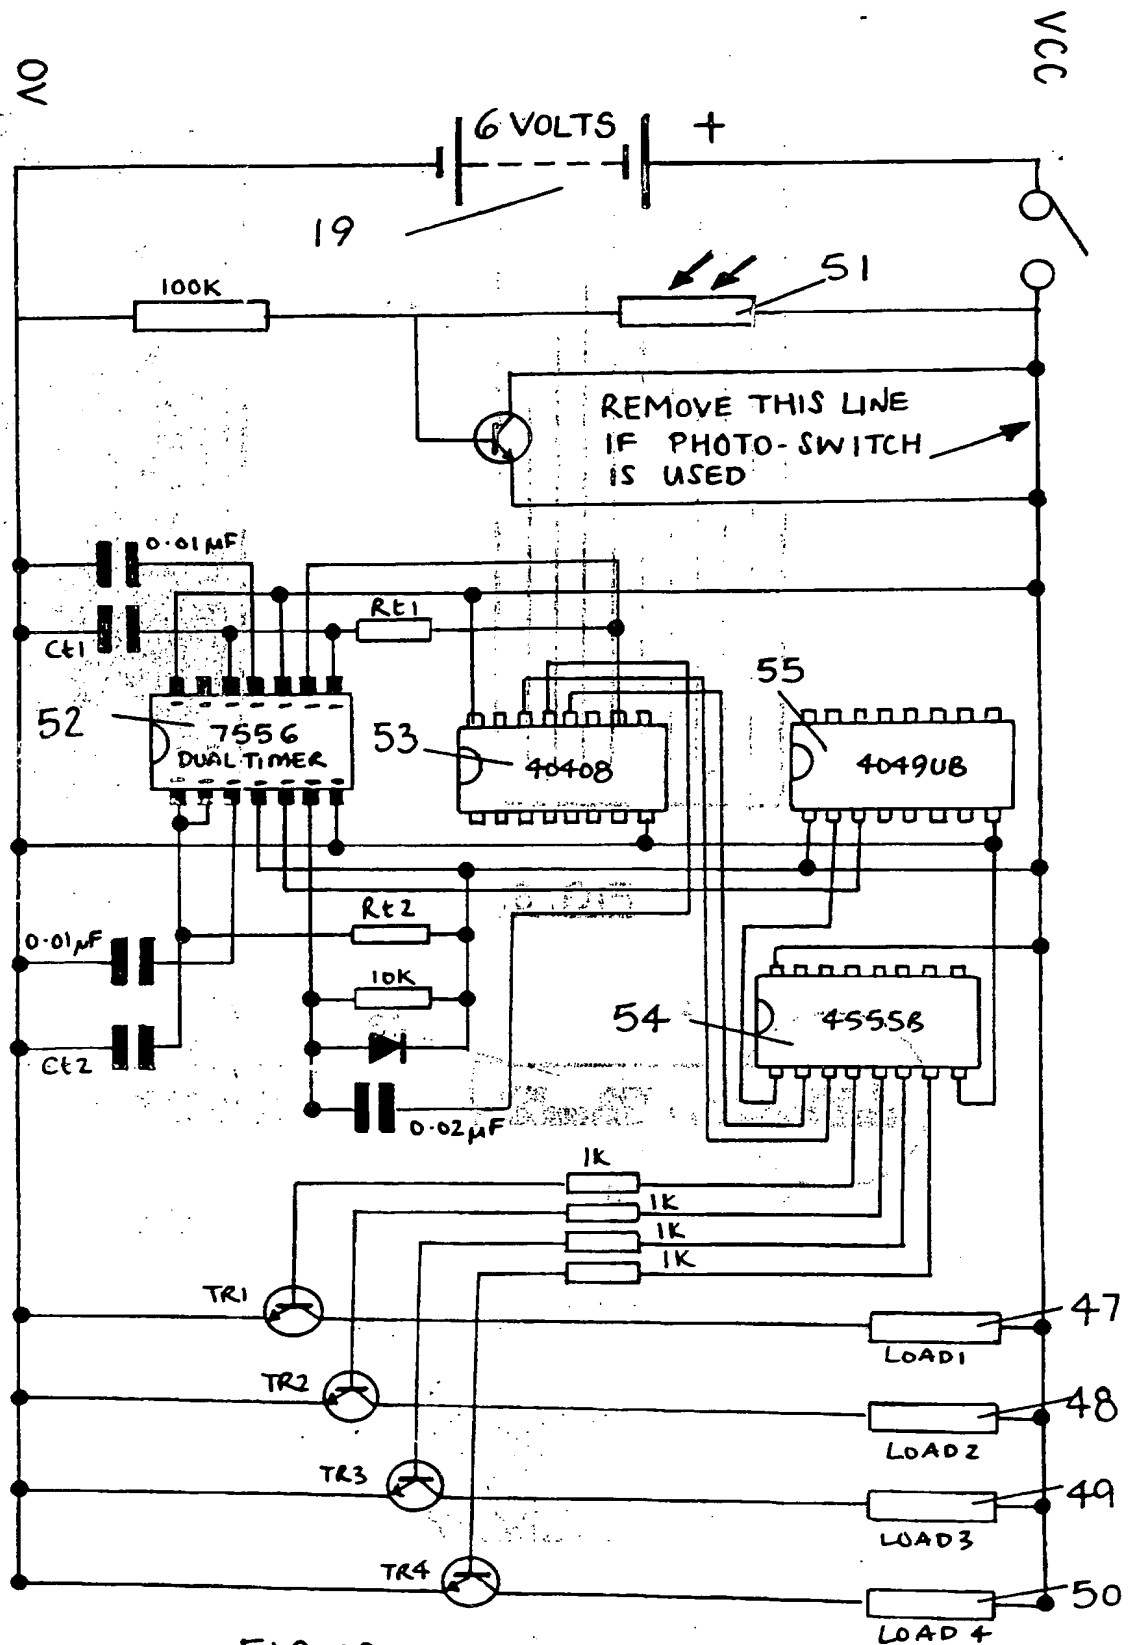 VCC
0V
6 VOLTS +
19
51
100K
REMOVE THIS LINE
IF PHOTO-SWITCH
IS USED
0.01µF
Rt1
Ct1
55
52
7556
DUAL TIMER
53
4040B
4049UB
Rt2
0.01µF
10K
54
4555B
Ct2
0.02µF
1K
1K
1K
1K
TR1
47
LOAD1
TR2
48
LOAD2
TR3
49
LOAD3
TR4
50
LOAD4